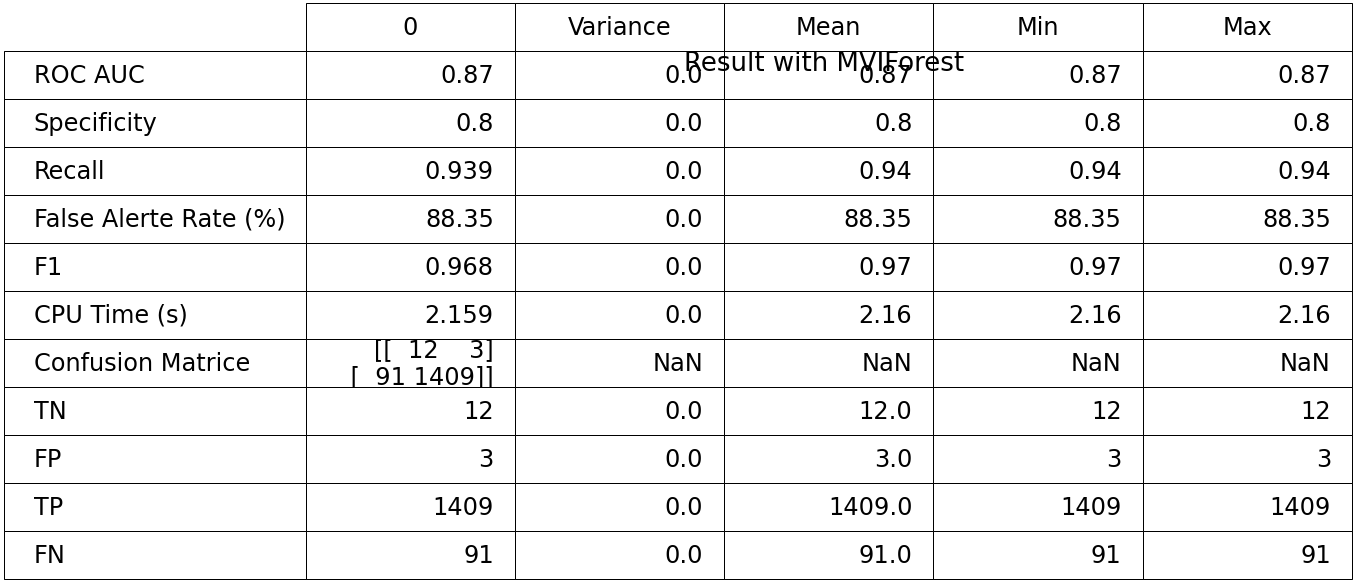 0 Variance Mean Min Max
Result with MVIForest
ROC AUC 0.87 0.0 0.87 0.87 0.87
Specificity 0.8 0.0 0.8 0.8 0.8
Recall 0.939 0.0 0.94 0.94 0.94
False Alerte Rate (%) 88.35 0.0 88.35 88.35 88.35
F1 0.968 0.0 0.97 0.97 0.97
CPU Time (s) 2.159 0.0 2.16 2.16 2.16
Confusion Matrice [[ 12 3] NaN NaN NaN NaN
[ 91 1409]]
TN 12 0.0 12.0 12 12
FP 3 0.0 3.0 3 3
TP 1409 0.0 1409.0 1409 1409
FN 91 0.0 91.0 91 91